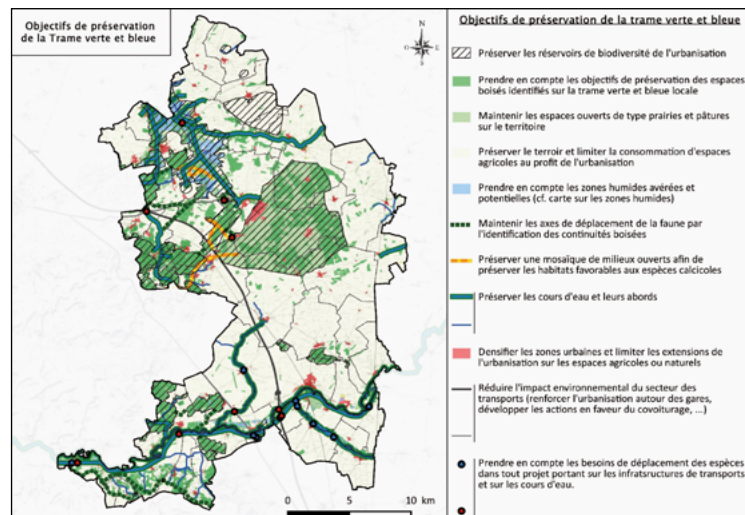 Objectifs de préservation
de la Trame verte et bleue
N
O
E
S
0 5 10 km
Objectifs de préservation de la trame verte et bleue
Préserver les réservoirs de biodiversité de l'urbanisation
Prendre en compte les objectifs de préservation des espaces
boisés identifiés sur la trame verte et bleue locale
Maintenir les espaces ouverts de type prairies et pâtures
sur le territoire
Préserver le terroir et limiter la consommation d'espaces
agricoles au profit de l'urbanisation
Prendre en compte les zones humides avérées et
potentielles (cf. carte sur les zones humides)
Maintenir les axes de déplacement de la faune par
l'identification des continuités boisées
Préserver une mosaïque de milieux ouverts afin de
préserver les habitats favorables aux espèces calcicoles
Préserver les cours d'eau et leurs abords
Densifier les zones urbaines et limiter les extensions de
l'urbanisation sur les espaces agricoles ou naturels
Réduire l'impact environnemental du secteur des
transports (renforcer l'urbanisation autour des gares,
développer les actions en faveur du covoiturage, ...)
Prendre en compte les besoins de déplacement des espèces
dans tout projet portant sur les infratsructures de transports
et sur les cours d'eau.